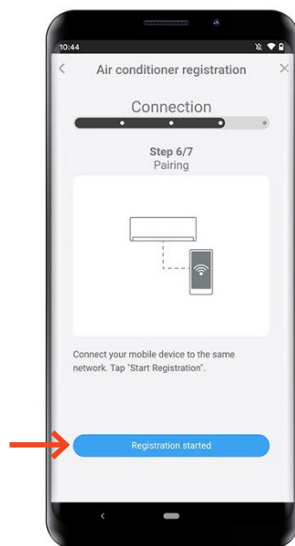 10:44
Air conditioner registration
Connection
Step 6/7
Pairing
Connect your mobile device to the same
network. Tap "Start Registration".
Registration started